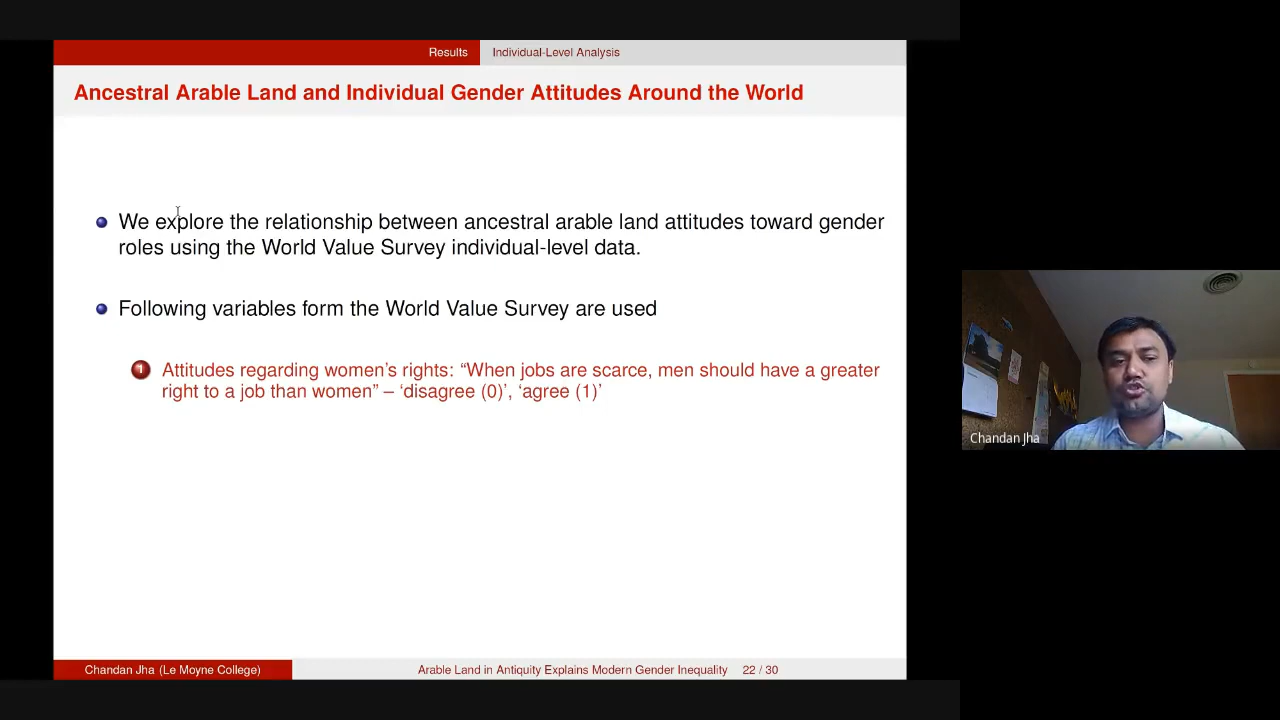 Results Individual-Level Analysis
Ancestral Arable Land and Individual Gender Attitudes Around the World
We explore the relationship between ancestral arable land attitudes toward gender
roles using the World Value Survey individual-level data.
Following variables form the World Value Survey are used
1 Attitudes regarding women's rights: “When jobs are scarce, men should have a greater
right to a job than women” – ‘disagree (0)’, ‘agree (1)’
Chandan Jha
Chandan Jha (Le Moyne College) Arable Land in Antiquity Explains Modern Gender Inequality 22 / 30